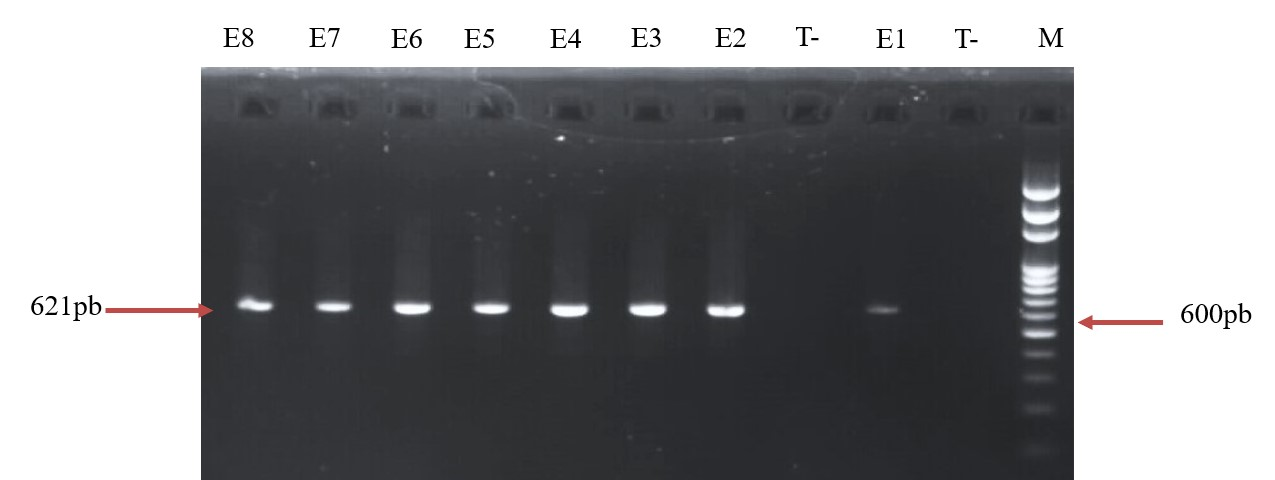 E8 E7 E6 E5 E4 E3 E2 T- E1 T- M
621pb
600pb